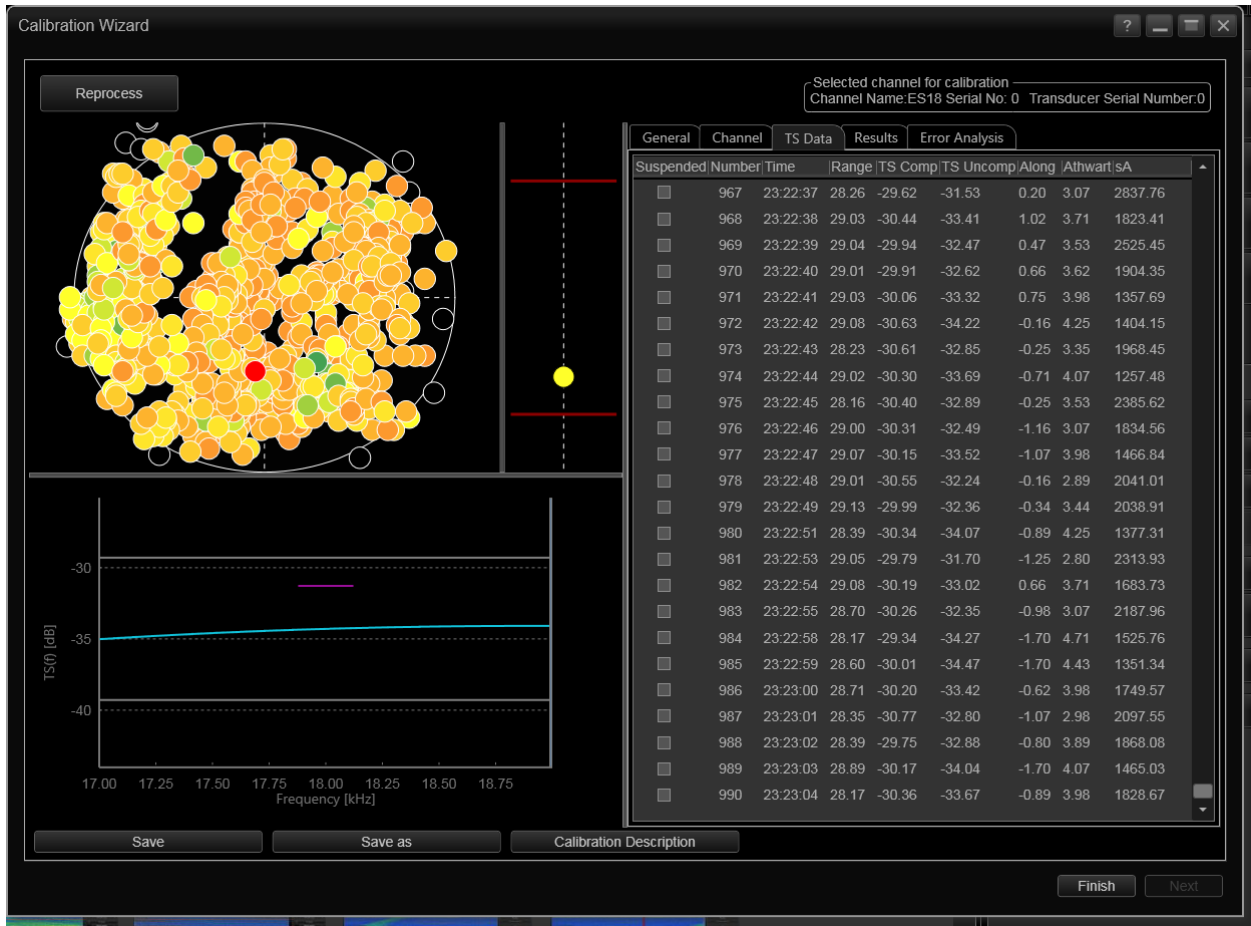 Calibration Wizard
?
Reprocess
Selected channel for calibration
Channel Name:ES18 Serial No: 0 Transducer Serial Number:0
General Channel TS Data Results Error Analysis
Suspended Number Time Range TS Comp TS Uncomp Along Athwart sA
967 23:22:37 28.26 -29.62 -31.53 0.20 3.07 2837.76
968 23:22:38 29.03 -30.44 -33.41 1.02 3.71 1823.41
969 23:22:39 29.04 -29.94 -32.47 0.47 3.53 2525.45
970 23:22:40 29.01 -29.91 -32.62 0.66 3.62 1904.35
971 23:22:41 29.03 -30.06 -33.32 0.75 3.98 1357.69
972 23:22:42 29.08 -30.63 -34.22 -0.16 4.25 1404.15
973 23:22:43 28.23 -30.61 -32.85 -0.25 3.35 1968.45
974 23:22:44 29.02 -30.30 -33.69 -0.71 4.07 1257.48
975 23:22:45 28.16 -30.40 -32.89 -0.25 3.53 2385.62
976 23:22:46 29.00 -30.31 -32.49 -1.16 3.07 1834.56
977 23:22:47 29.07 -30.15 -33.52 -1.07 3.98 1466.84
978 23:22:48 29.01 -30.55 -32.24 -0.16 2.89 2041.01
979 23:22:49 29.13 -29.99 -32.36 -0.34 3.44 2038.91
980 23:22:51 28.39 -30.34 -34.07 -0.89 4.25 1377.31
981 23:22:53 29.05 -29.79 -31.70 -1.25 2.80 2313.93
982 23:22:54 29.08 -30.19 -33.02 0.66 3.71 1683.73
983 23:22:55 28.70 -30.26 -32.35 -0.98 3.07 2187.96
984 23:22:58 28.17 -29.34 -34.27 -1.70 4.71 1525.76
985 23:22:59 28.60 -30.01 -34.47 -1.70 4.43 1351.34
986 23:23:00 28.71 -30.20 -33.42 -0.62 3.98 1749.57
987 23:23:01 28.35 -30.77 -32.80 -1.07 2.98 2097.55
988 23:23:02 28.39 -29.75 -32.88 -0.80 3.89 1868.08
989 23:23:03 28.89 -30.17 -34.04 -1.70 4.07 1465.03
990 23:23:04 28.17 -30.36 -33.67 -0.89 3.98 1828.67
-30
-35
-40
TS(f) [dB]
17.00 17.25 17.50 17.75 18.00 18.25 18.50 18.75
Frequency [kHz]
Save Save as Calibration Description
Finish Next